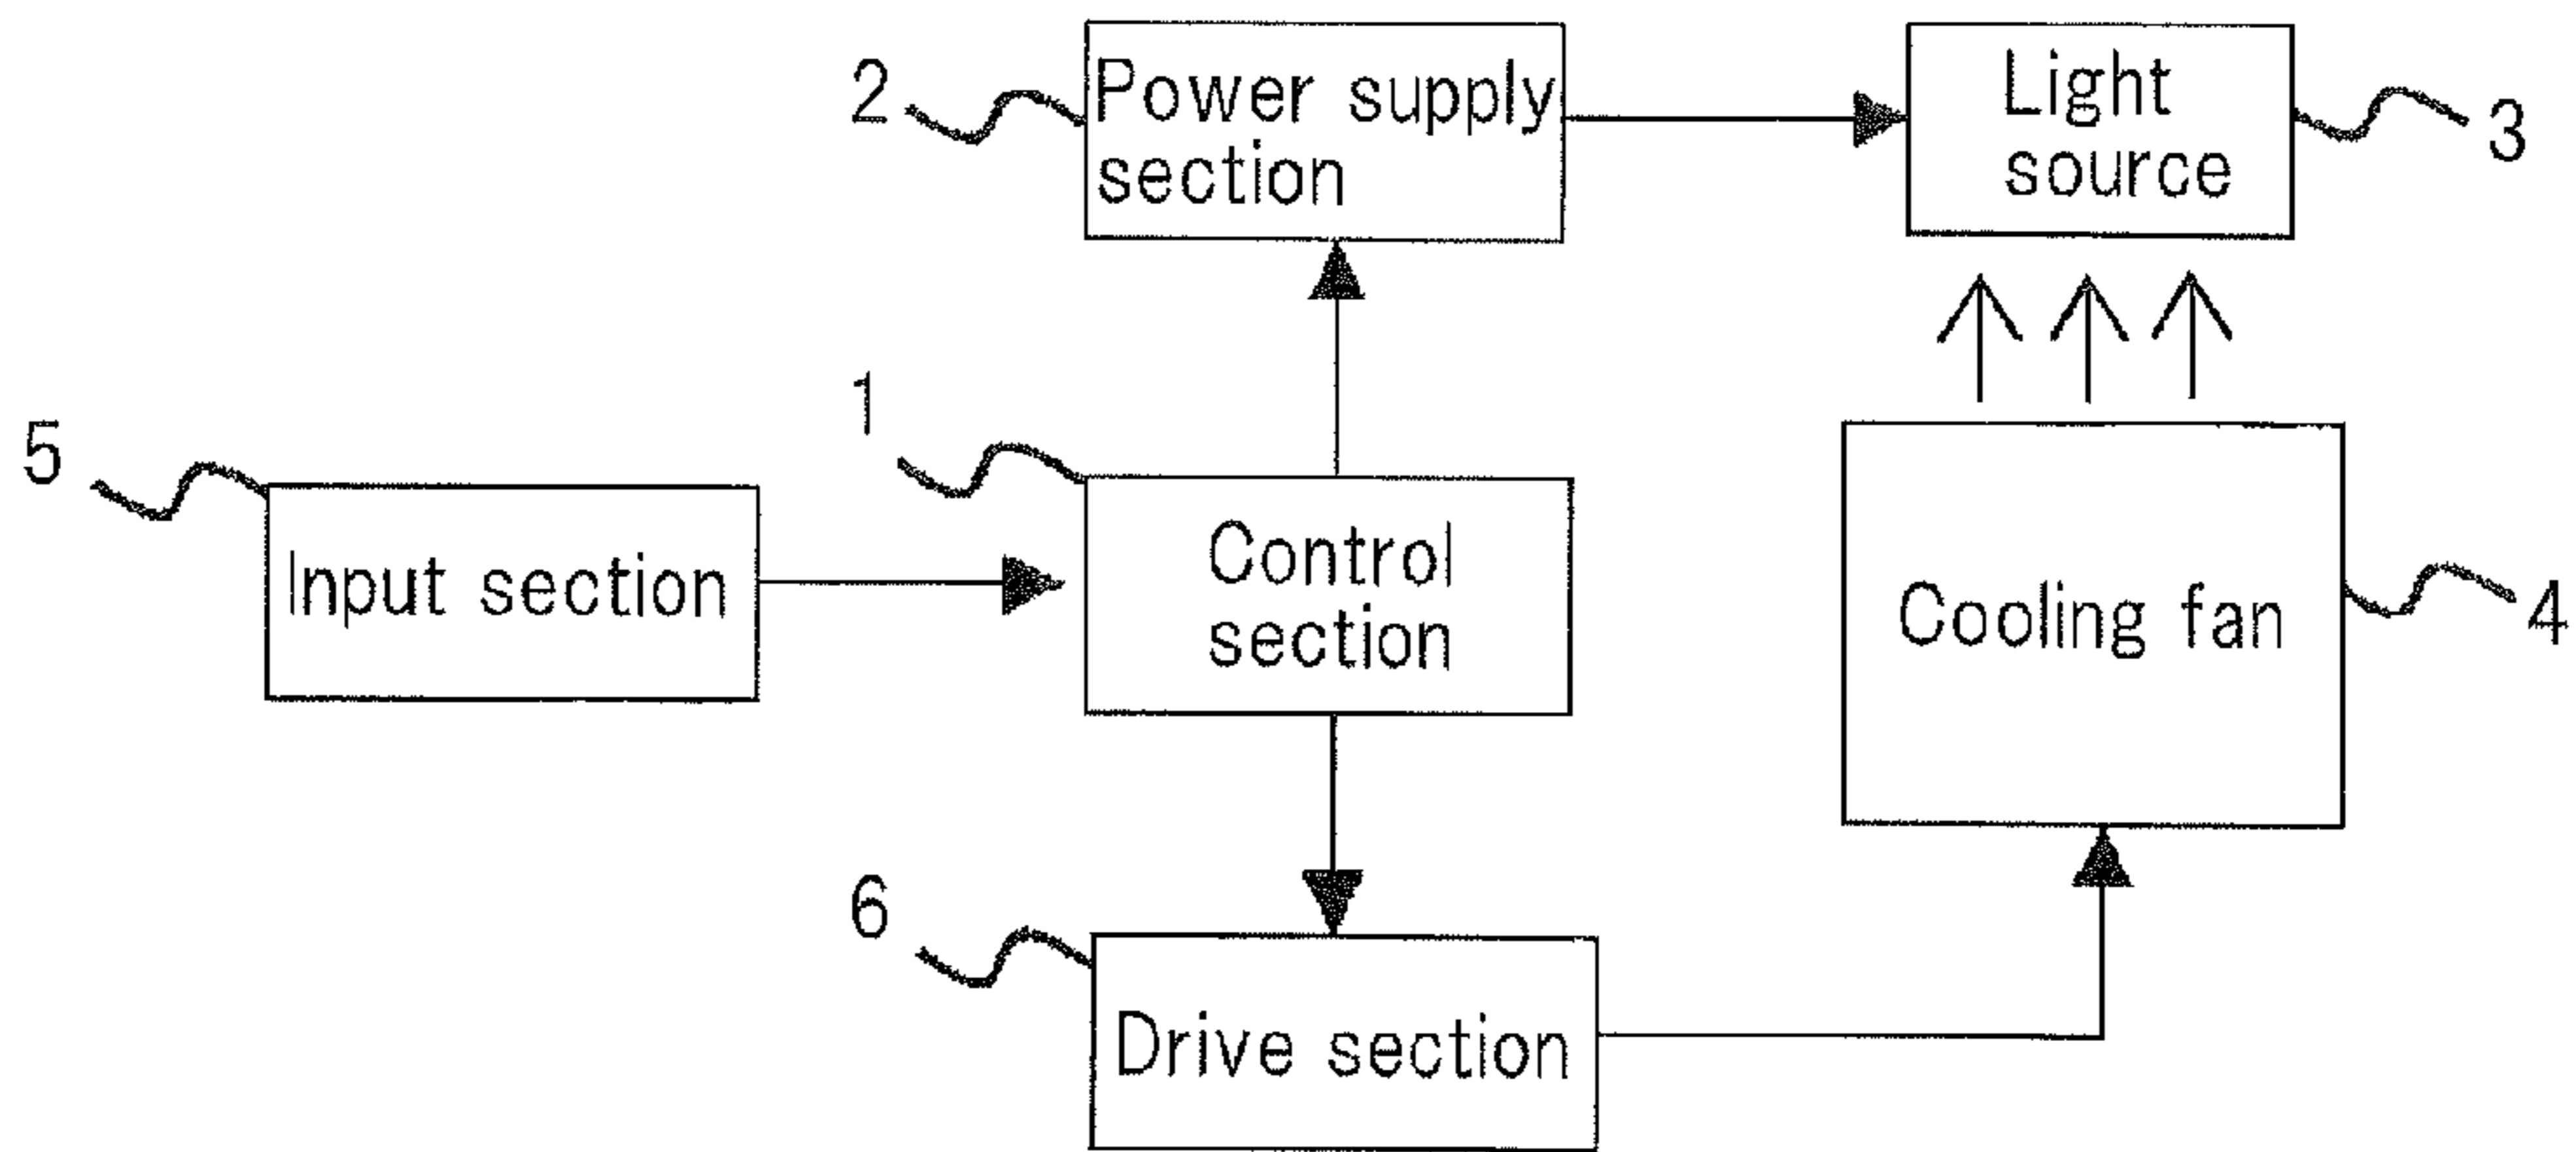 2
Power supply
section
Light
source
3
1
5
Input section
Control
section
Cooling fan
4
6
Drive section